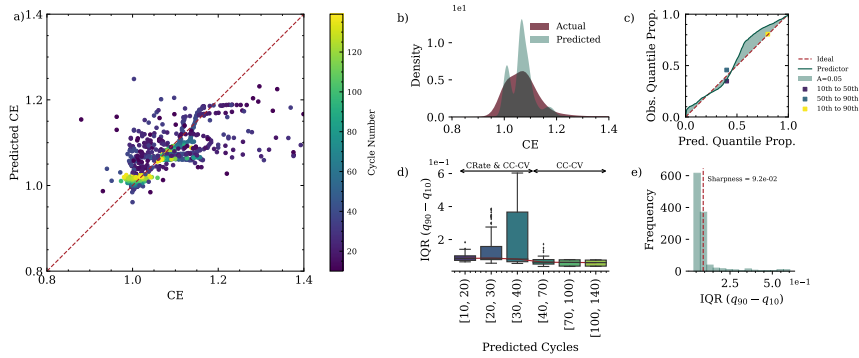 a)
1.4
1.2
1.0
0.8
0.8
1.0
1.2
1.4
Predicted CE
CE
120
100
80
60
40
20
Cycle Number
b)
1e1
1.0
0.5
0.0
0.8
1.0
1.2
1.4
Density
CE
Actual
Predicted
c)
1.0
0.8
0.6
0.4
0.2
0.0
0.0
0.5
1.0
Obs. Quantile Prop.
Pred. Quantile Prop.
Ideal
Predictor
A=0.05
10th to 50th
50th to 90th
10th to 90th
d)
1e−1
CRate & CC-CV
CC-CV
6
4
2
IQR (q90 − q10)
[10, 20)
[20, 30)
[30, 40)
[40, 70)
[70, 100)
[100, 140)
Predicted Cycles
e)
Sharpness = 9.2e-02
600
400
200
0
Frequency
2.5
5.0
1e−1
IQR (q90 − q10)